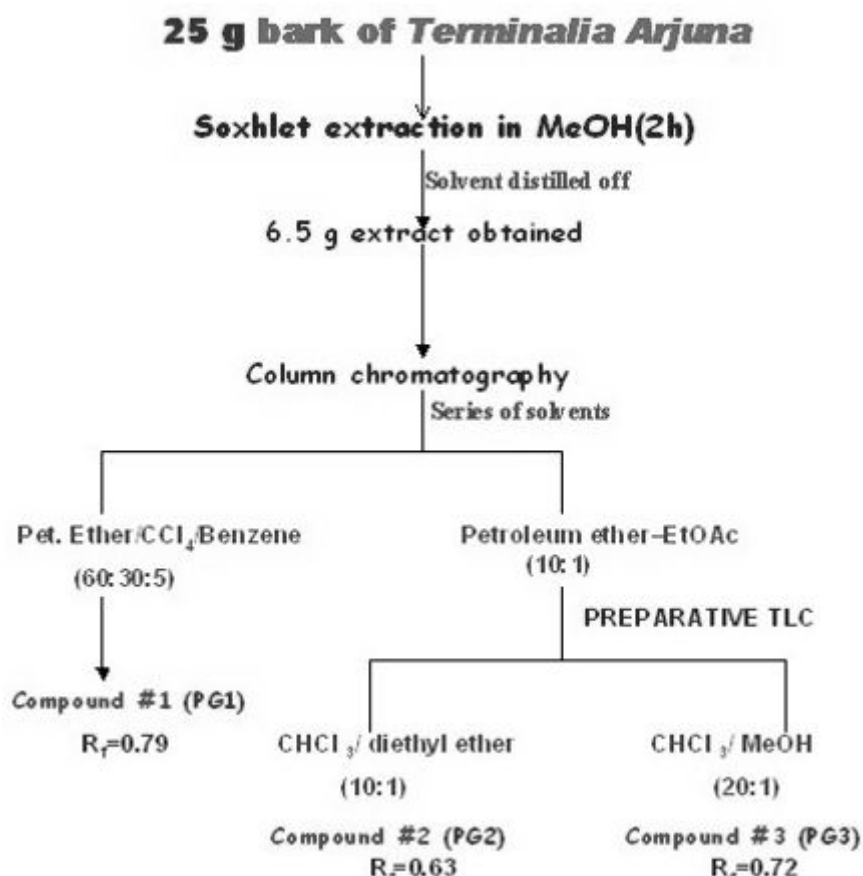 25 g bark of Terminalia Arjuna
Soxhlet extraction in MeOH(2h)
Solvent distilled off
6.5 g extract obtained
Column chromatography
Series of solvents
Pet. Ether/CCl₄/Benzene
(60:30:5)
Petroleum ether–EtOAc
(10:1)
PREPARATIVE TLC
Compound #1 (PG1)
Rf=0.79
CHCl₃/ diethyl ether
(10:1)
CHCl₃/ MeOH
(20:1)
Compound #2 (PG2)
Rf=0.63
Compound #3 (PG3)
Rf=0.72